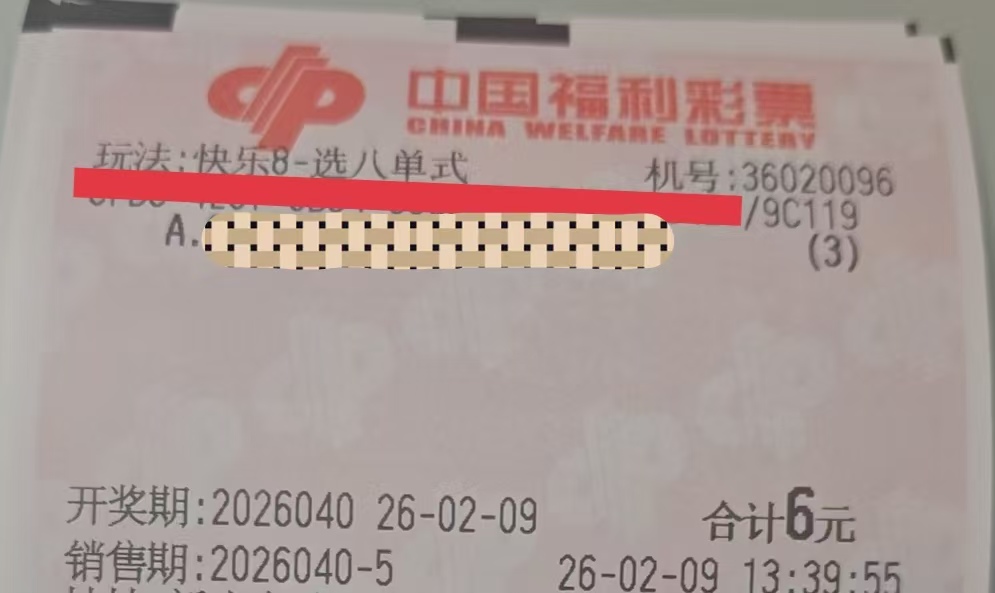 中国福利彩票
CHINA WELFARE LOTTERY
玩法:快乐8-选八单式 机号:36020096
/9C119
A. (3)
开奖期:2026040 26-02-09 合计6元
销售期:2026040-5 26-02-09 13:39:55